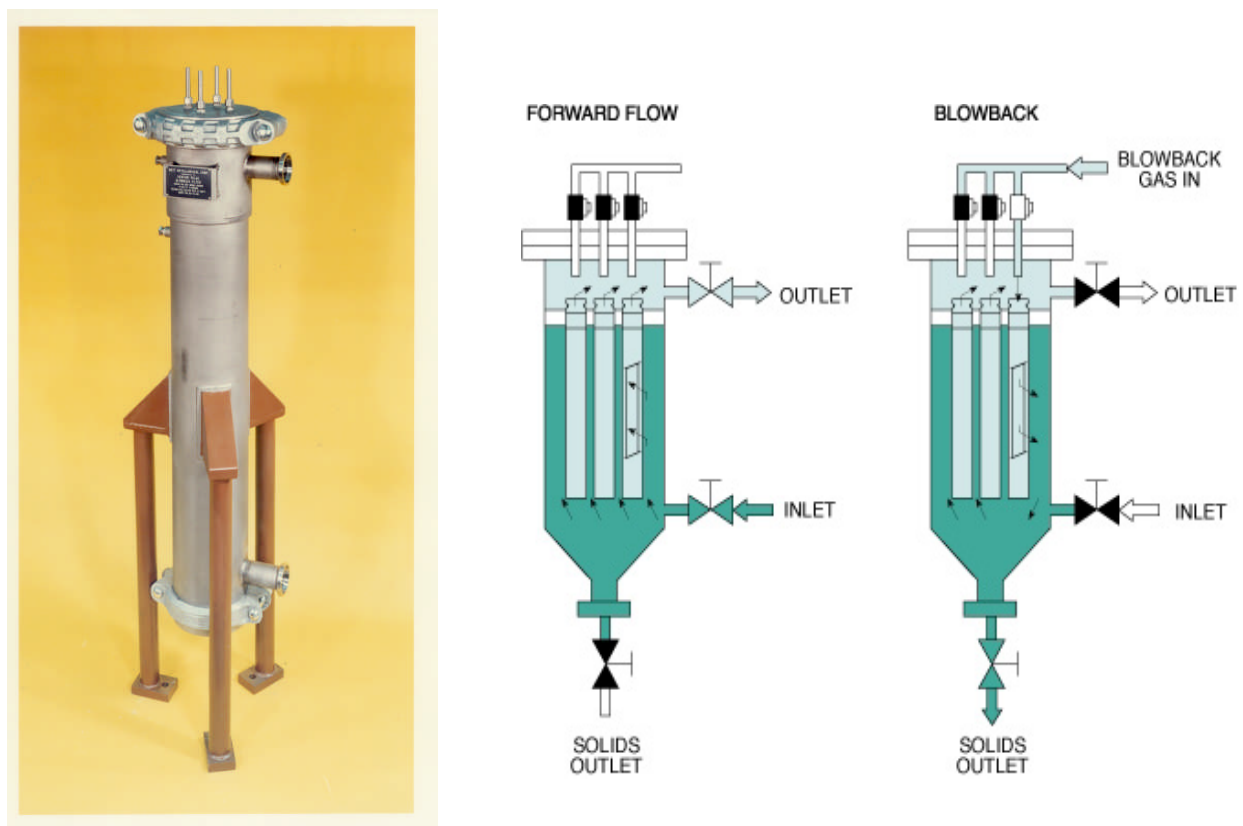 FORWARD FLOW
BLOWBACK
BLOWBACK
GAS IN
OUTLET
OUTLET
INLET
INLET
SOLIDS
OUTLET
SOLIDS
OUTLET